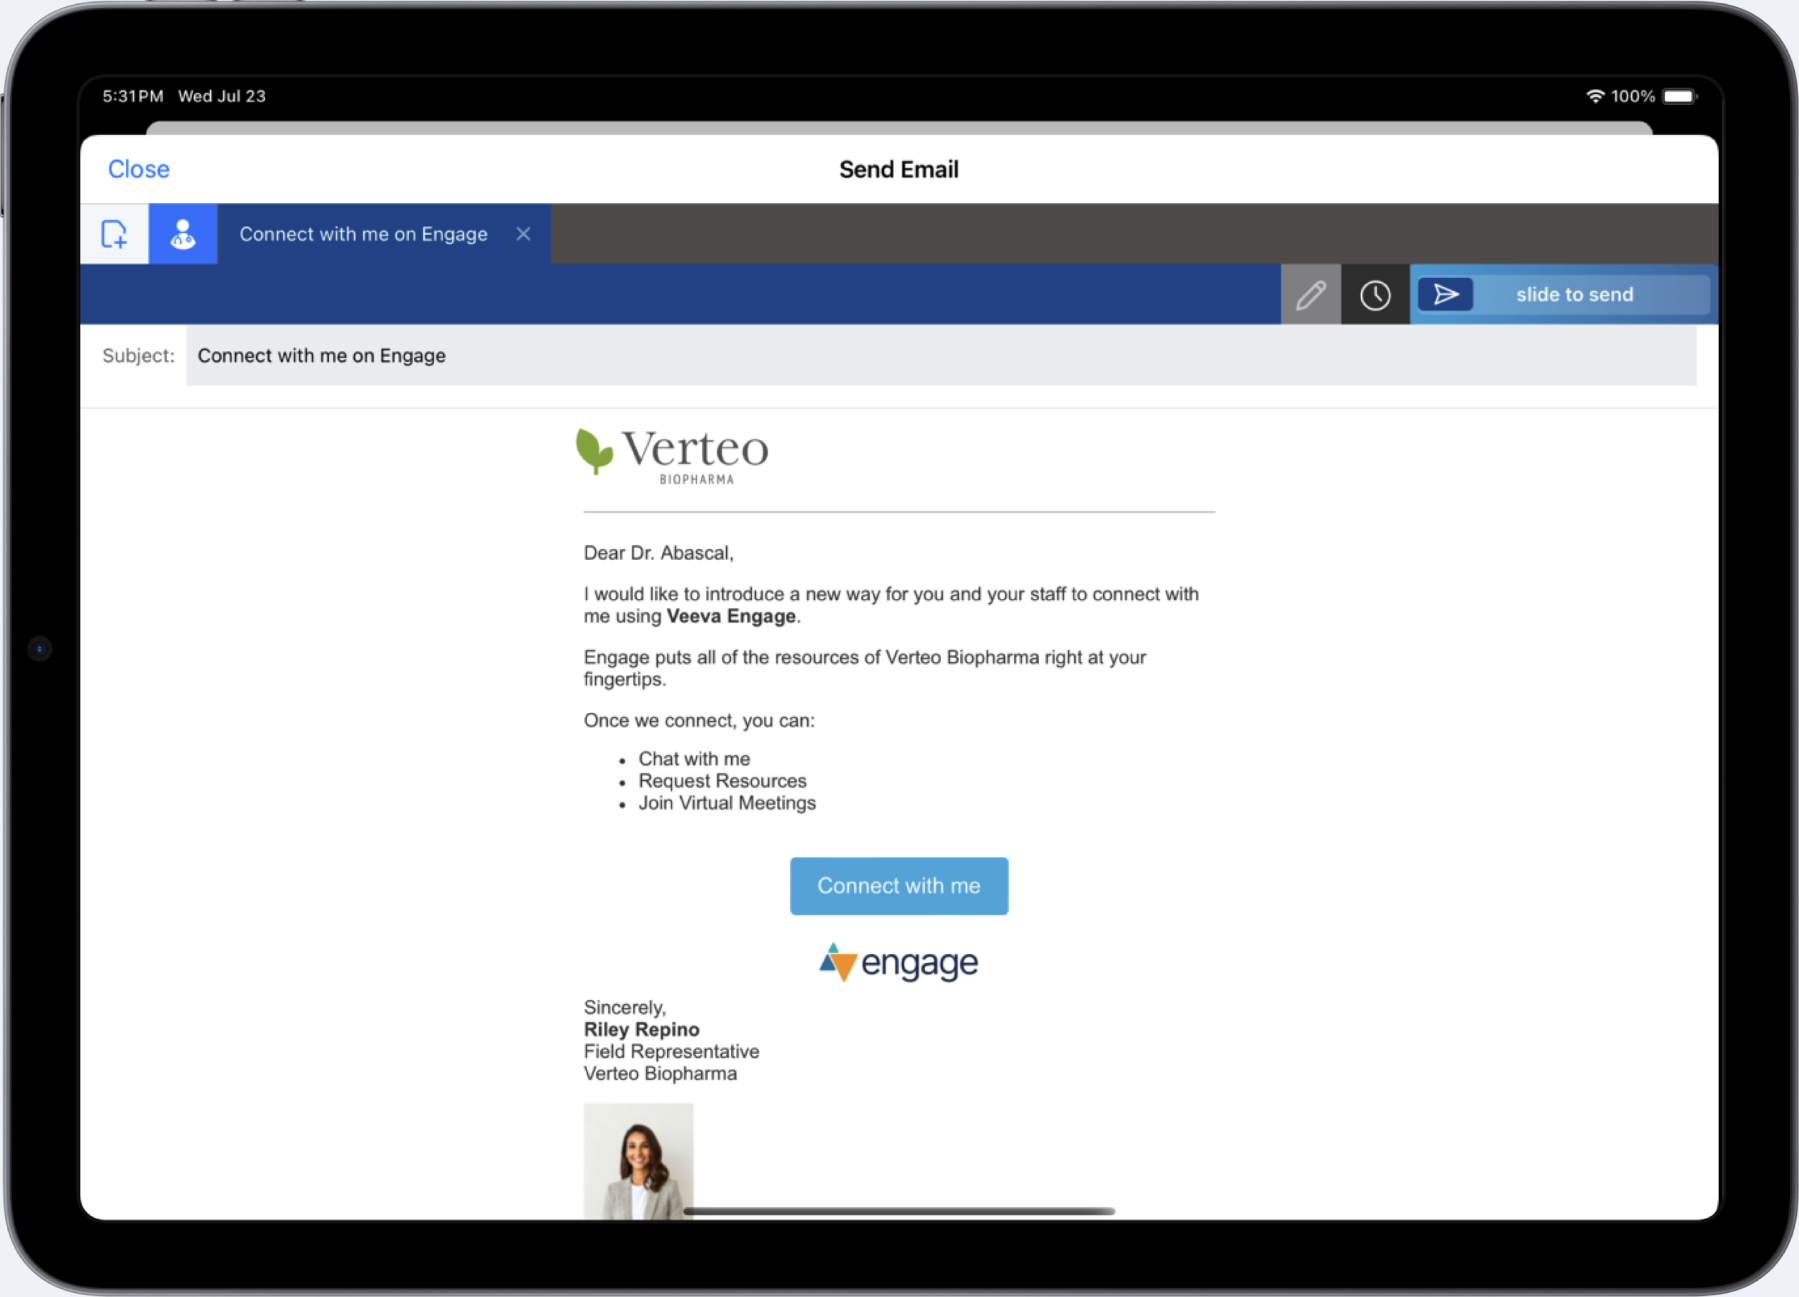 5:31PM Wed Jul 23
100%
Close
Send Email
Connect with me on Engage
slide to send
Subject: Connect with me on Engage
Verteo
BIOPHARMA
Dear Dr. Abascal,
I would like to introduce a new way for you and your staff to connect with
me using Veeva Engage.
Engage puts all of the resources of Verteo Biopharma right at your
fingertips.
Once we connect, you can:
• Chat with me
• Request Resources
• Join Virtual Meetings
Connect with me
engage
Sincerely,
Riley Repino
Field Representative
Verteo Biopharma